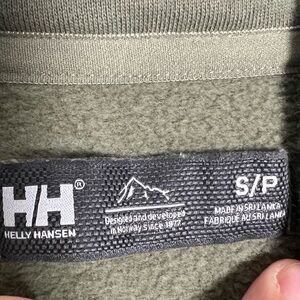 HH®
HELLY HANSEN
Designed and developed
in Norway since 1877
S/P
MADE IN SRI LANKA
FABRIQUÉ AU SRI LANKA